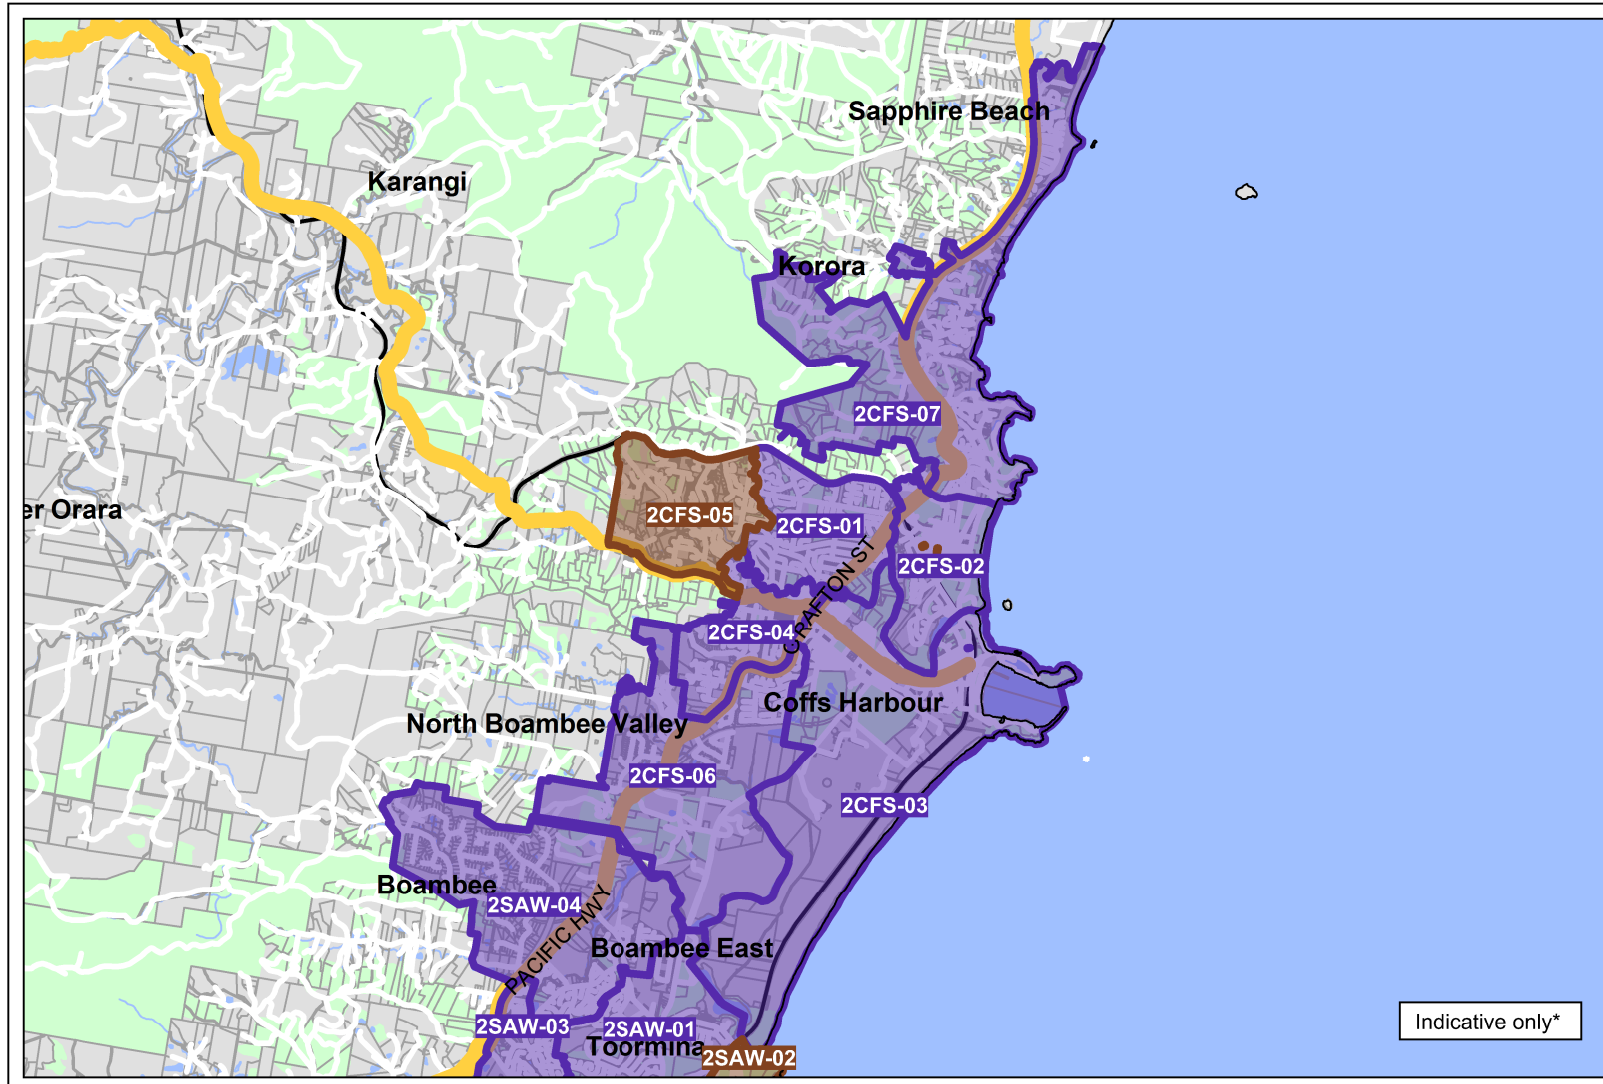 Sapphire Beach
Karangi
Korora
2CFS-07
er Orara
2CFS-05
2CFS-01
2CFS-02
GRAFTON ST
2CFS-04
Coffs Harbour
North Boambee Valley
2CFS-06
2CFS-03
Boambee
2SAW-04
PACIFIC HWY
Boambee East
2SAW-03
2SAW-01
Toormina
2SAW-02
Indicative only*